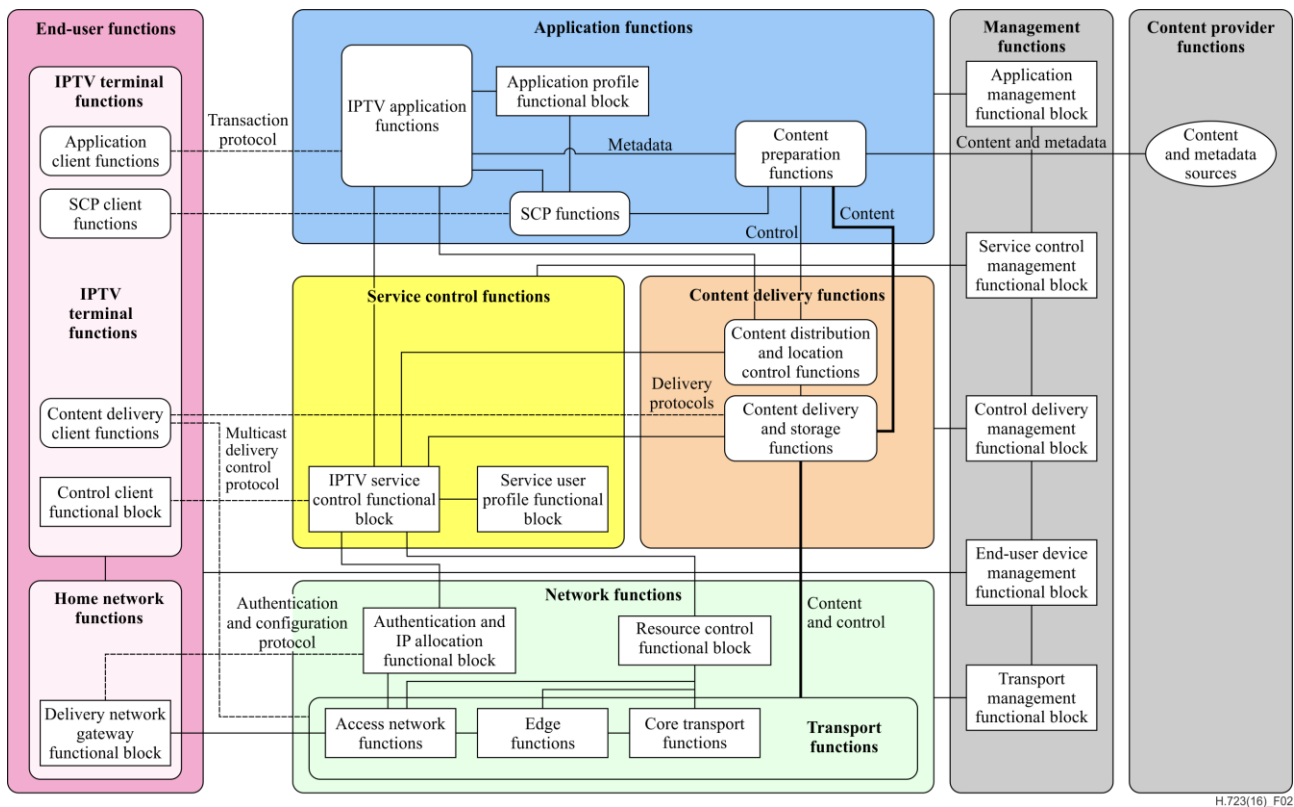 End-user functions
IPTV terminal
functions
Application
client functions
SCP client
functions
IPTV
terminal
functions
Content delivery
client functions
Control client
functional block
Home network
functions
Delivery network
gateway
functional block
Transaction
protocol
Multicast
delivery
control
protocol
Authentication
and configuration
protocol
Application functions
IPTV application
functions
Application profile
functional block
Metadata
Content
preparation
functions
SCP functions
Content
Control
Service control functions
IPTV service
control functional
block
Service user
profile functional
block
Content delivery functions
Content distribution
and location
control functions
Delivery
protocols
Content delivery
and storage
functions
Network functions
Authentication and
IP allocation
functional block
Resource control
functional block
Content
and control
Access network
functions
Edge
functions
Core transport
functions
Transport
functions
Management
functions
Application
management
functional block
Content and metadata
Service control
management
functional block
Control delivery
management
functional block
End-user device
management
functional block
Transport
management
functional block
Content provider
functions
Content
and metadata
sources
H.723(16)_F02